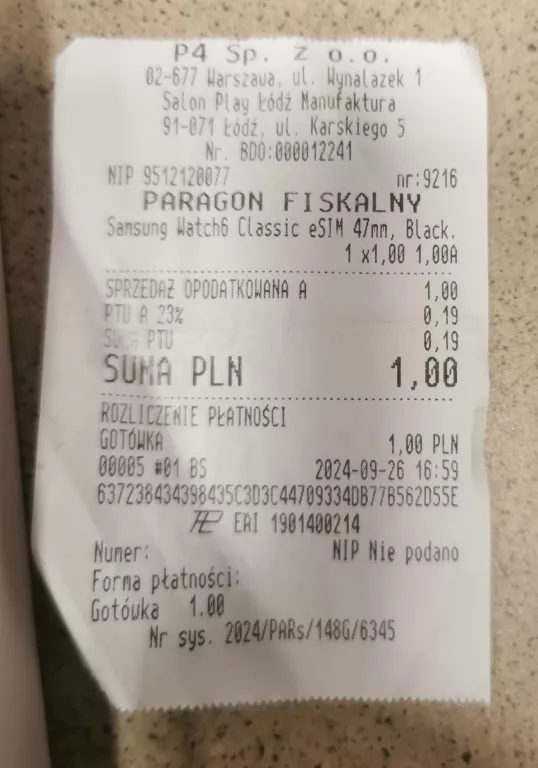 P4 Sp. z o.o.
02-677 Warszawa, ul. Wynalazek 1
Salon Play Łódź Manufaktura
91-071 Łódź, ul. Karskiego 5
Nr. BDO:000012241
NIP 9512120077 nr:9216
PARAGON FISKALNY
Samsung Watch6 Classic eSIM 47mm, Black.
1 x1,00 1,00A
SPRZEDAŻ OPODATKOWANA A 1,00
PTU A 23% 0,19
SUMA PTU 0,19
SUMA PLN 1,00
ROZLICZENIE PŁATNOŚCI
GOTÓWKA 1,00 PLN
00005 #01 BS 2024-09-26 16:59
637238434398435C3D3C44709334DB77B562D55E
EAI 1901400214
Numer: NIP Nie podano
Forma płatności:
Gotówka 1.00
Nr sys. 2024/PARs/148G/6345